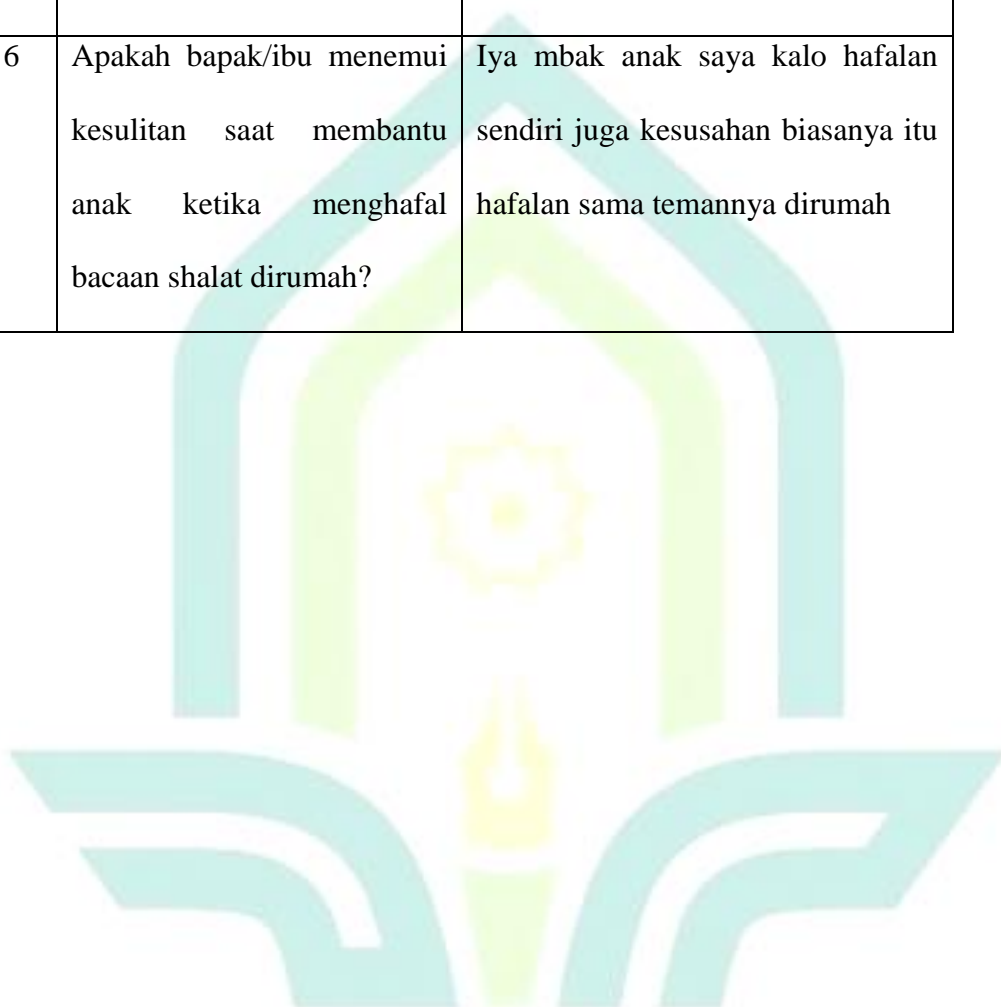 6 Apakah bapak/ibu menemui Iya mbak anak saya kalo hafalan
kesulitan saat membantu sendiri juga kesusahan biasanya itu
anak ketika menghafal hafalan sama temannya dirumah
bacaan shalat dirumah?